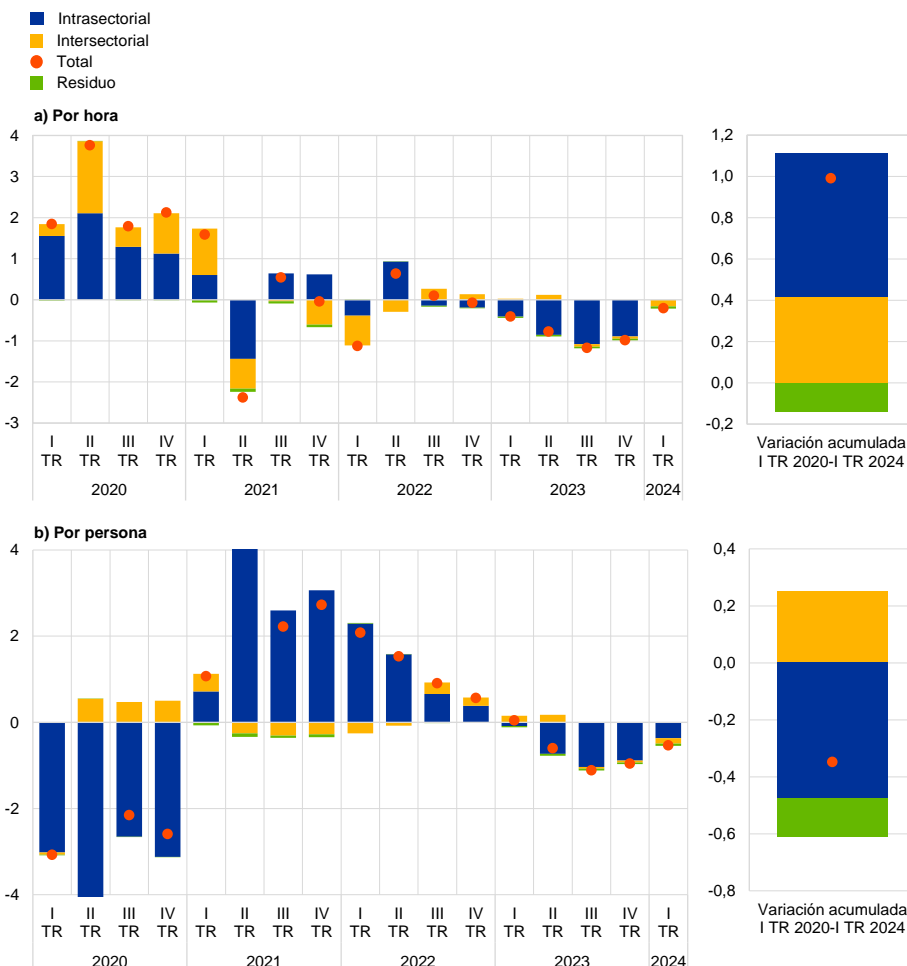 Intrasectorial
Intersectorial
Total
Residuo
a) Por hora
4
3
2
1
0
-1
-2
-3
I II III IV I II III IV I II III IV I II III IV I
TR TR TR TR TR TR TR TR TR TR TR TR TR TR TR TR TR
2020 2021 2022 2023 2024
1,2
1,0
0,8
0,6
0,4
0,2
0,0
-0,2
Variación acumulada
I TR 2020-I TR 2024
b) Por persona
4
2
0
-2
-4
I II III IV I II III IV I II III IV I II III IV I
TR TR TR TR TR TR TR TR TR TR TR TR TR TR TR TR TR
2020 2021 2022 2023 2024
0,4
0,2
0,0
-0,2
-0,4
-0,6
-0,8
Variación acumulada
I TR 2020-I TR 2024